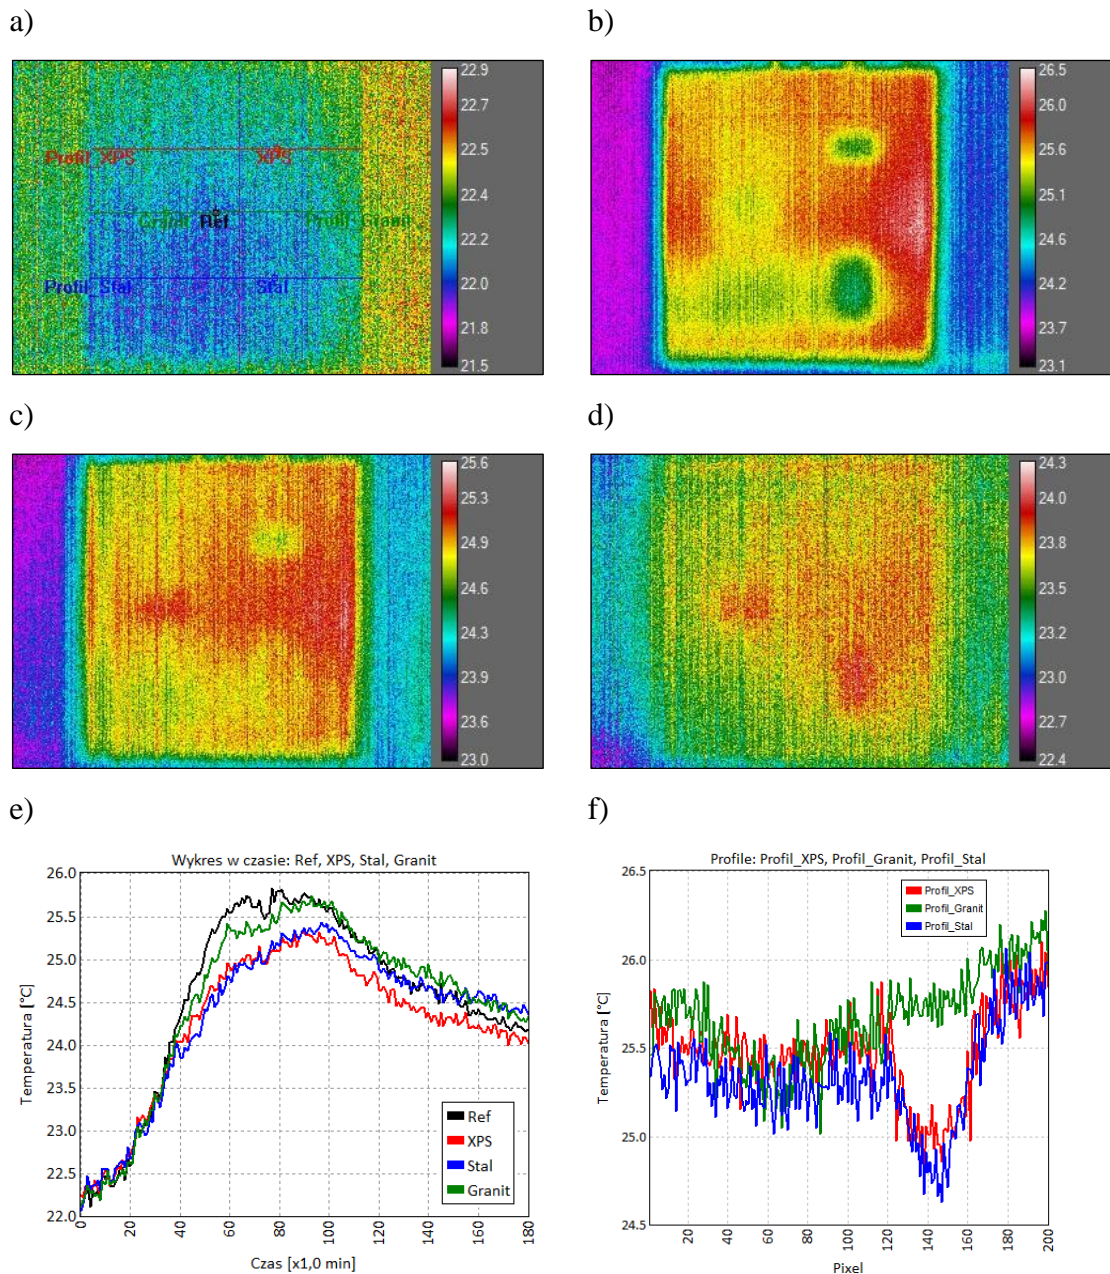 a)
b)
22.9
22.7
22.5
22.4
22.2
22.0
21.8
21.7
21.5
Profil_XPS
XPS
Granit
Ref
Profil_Granit
Profil_Stal
Stal
26.5
26.0
25.6
25.1
24.6
24.2
23.7
23.1
c)
d)
25.6
25.3
24.9
24.6
24.3
23.9
23.6
23.0
24.3
24.0
23.8
23.6
23.4
23.2
23.0
22.7
22.4
e)
f)
Wykres w czasie: Ref, XPS, Stal, Granit
Temperatura [°C]
26.0
25.5
25.0
24.5
24.0
23.5
23.0
22.5
22.0
Ref
XPS
Stal
Granit
0 20 40 60 80 100 120 140 160 180
Czas [x1,0 min]
Profile: Profil_XPS, Profil_Granit, Profil_Stal
Temperatura [°C]
26.5
26.0
25.5
25.0
24.5
Profil_XPS
Profil_Granit
Profil_Stal
20 40 60 80 100 120 140 160 180 200
Pixel